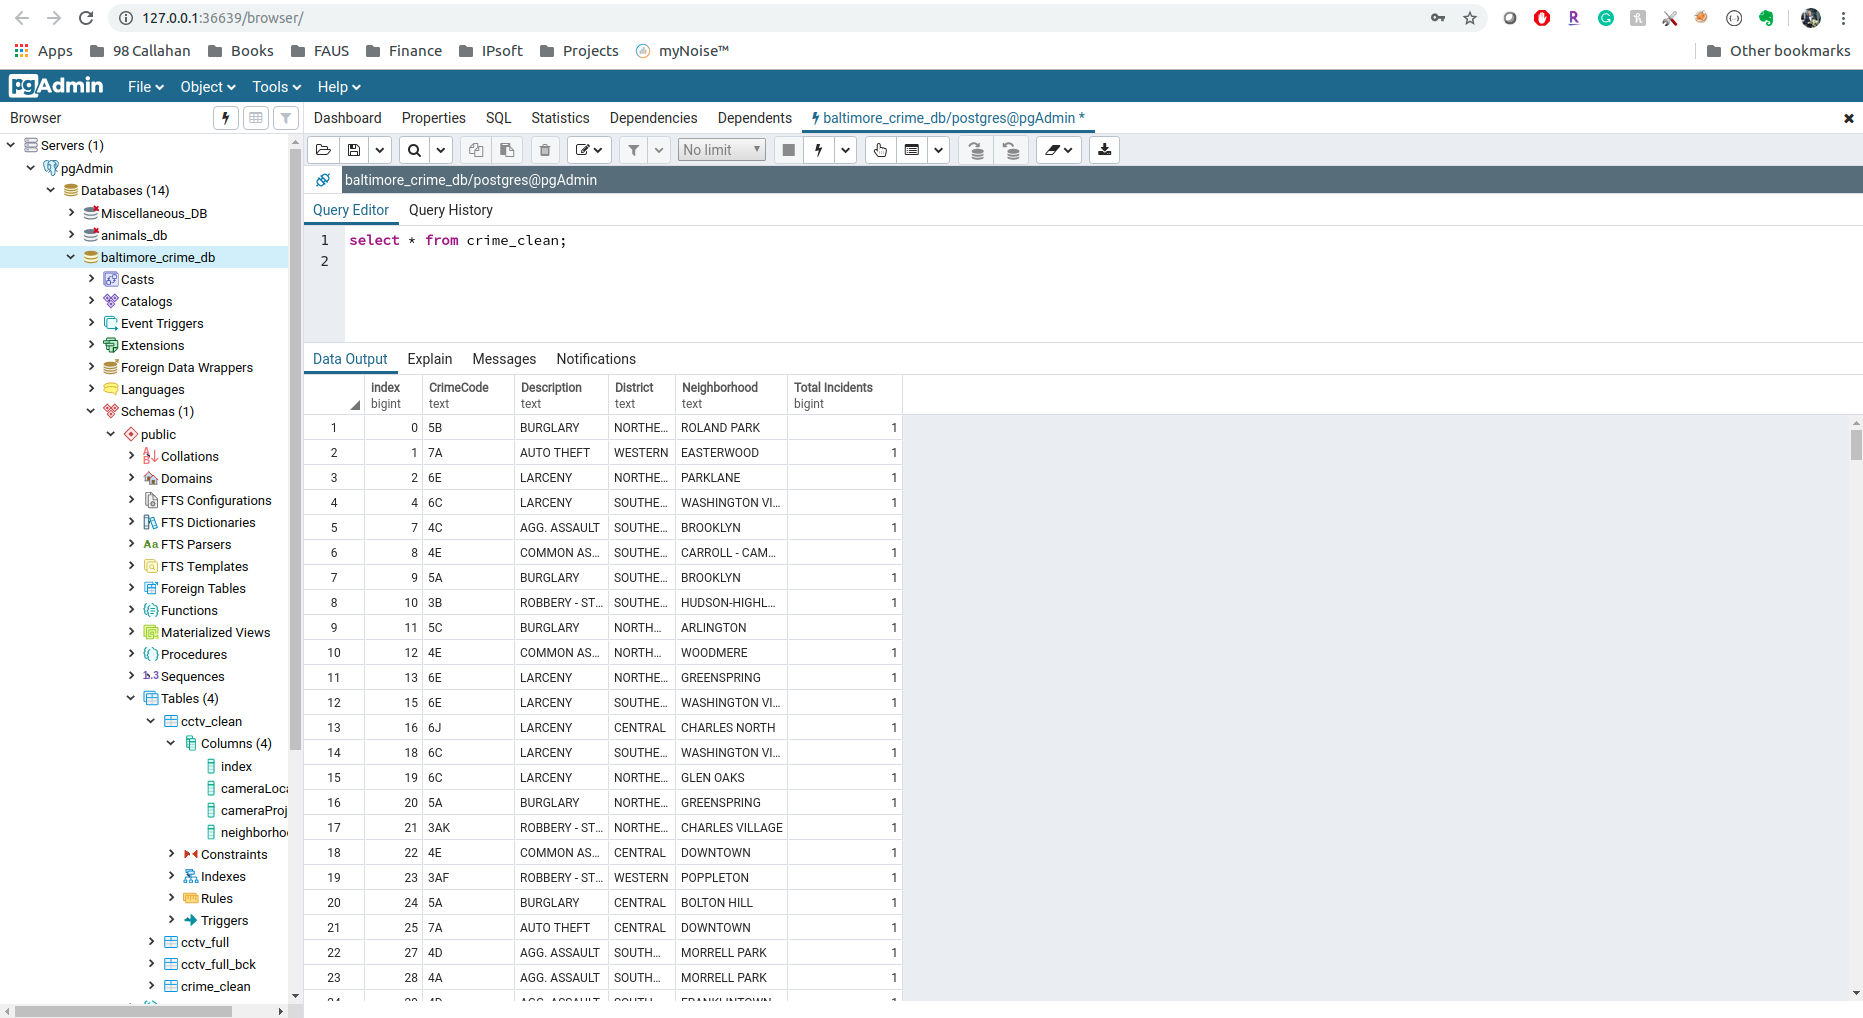 127.0.0.1:36639/browser/
Apps 98 Callahan Books FAUS Finance IPsoft Projects myNoise™ Other bookmarks
pgAdmin File Object Tools Help
Browser
Dashboard Properties SQL Statistics Dependencies Dependents baltimore_crime_db/postgres@pgAdmin *
Servers (1)
pgAdmin
Databases (14)
Miscellaneous_DB
animals_db
baltimore_crime_db
Casts
Catalogs
Event Triggers
Extensions
Foreign Data Wrappers
Languages
Schemas (1)
public
Collations
Domains
FTS Configurations
FTS Dictionaries
Aa FTS Parsers
FTS Templates
Foreign Tables
Functions
Materialized Views
Procedures
1..3 Sequences
Tables (4)
cctv_clean
Columns (4)
index
cameraLoca
cameraProj
neighborhoo
Constraints
Indexes
Rules
Triggers
cctv_full
cctv_full_bck
crime_clean
No limit
baltimore_crime_db/postgres@pgAdmin
Query Editor Query History
1 select * from crime_clean;
2
Data Output Explain Messages Notifications
index CrimeCode Description District Neighborhood Total Incidents
bigint text text text text bigint
1 0 5B BURGLARY NORTHE... ROLAND PARK 1
2 1 7A AUTO THEFT WESTERN EASTERWOOD 1
3 2 6E LARCENY NORTHE... PARKLANE 1
4 4 6C LARCENY SOUTHE... WASHINGTON VI... 1
5 7 4C AGG. ASSAULT SOUTHE... BROOKLYN 1
6 8 4E COMMON AS... SOUTHE... CARROLL - CAM... 1
7 9 5A BURGLARY SOUTHE... BROOKLYN 1
8 10 3B ROBBERY - ST... SOUTHE... HUDSON-HIGHL... 1
9 11 5C BURGLARY NORTH... ARLINGTON 1
10 12 4E COMMON AS... NORTH... WOODMERE 1
11 13 6E LARCENY NORTHE... GREENSPRING 1
12 15 6E LARCENY SOUTHE... WASHINGTON VI... 1
13 16 6J LARCENY CENTRAL CHARLES NORTH 1
14 18 6C LARCENY SOUTHE... WASHINGTON VI... 1
15 19 6C LARCENY NORTHE... GLEN OAKS 1
16 20 5A BURGLARY NORTHE... GREENSPRING 1
17 21 3AK ROBBERY - ST... NORTHE... CHARLES VILLAGE 1
18 22 4E COMMON AS... CENTRAL DOWNTOWN 1
19 23 3AF ROBBERY - ST... WESTERN POPPLETON 1
20 24 5A BURGLARY CENTRAL BOLTON HILL 1
21 25 7A AUTO THEFT CENTRAL DOWNTOWN 1
22 27 4D AGG. ASSAULT SOUTH... MORRELL PARK 1
23 28 4A AGG. ASSAULT SOUTH... MORRELL PARK 1